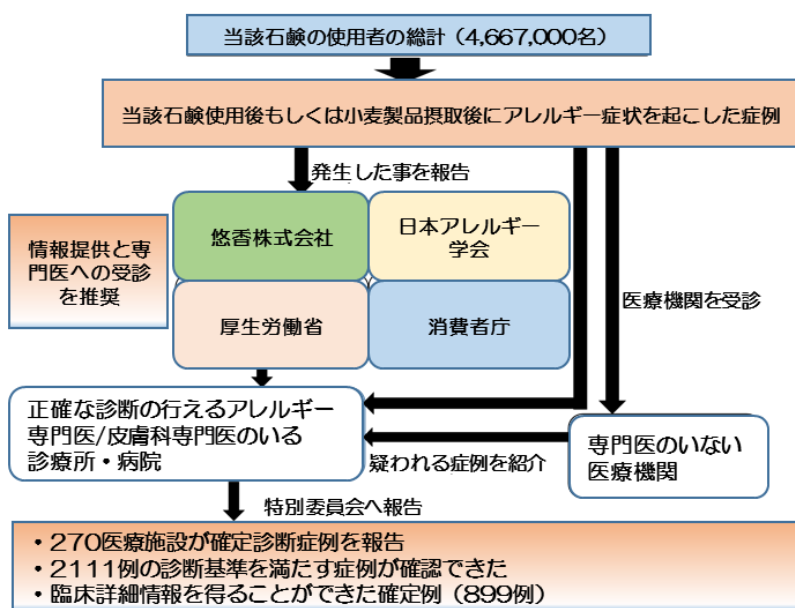 当該石鹸の使用者の総計（4,667,000名）
当該石鹸使用後もしくは小麦製品摂取後にアレルギー症状を起こした症例
発生した事を報告
情報提供と専
門医への受診
を推奨
悠香株式会社
日本アレルギー
学会
厚生労働省
消費者庁
医療機関を受診
正確な診断の行えるアレルギー
専門医/皮膚科専門医のいる
診療所・病院
疑われる症例を紹介
専門医のいない
医療機関
特別委員会へ報告
・270医療施設が確定診断症例を報告
・2111例の診断基準を満たす症例が確認できた
・臨床詳細情報を得ることができた確定例（899例）